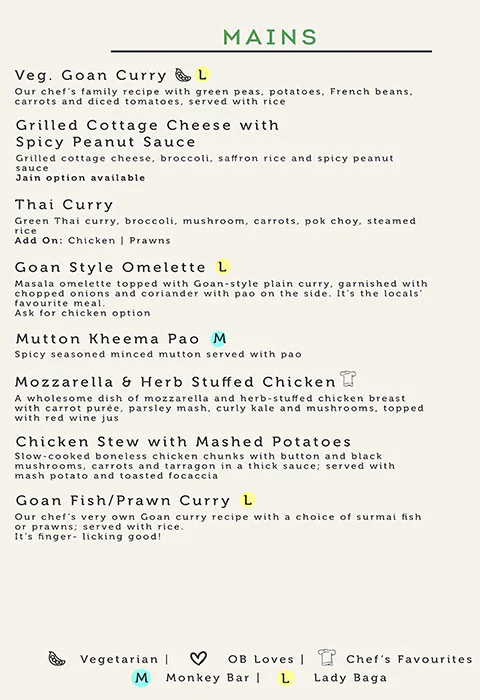 MAINS
Veg. Goan Curry L
Our chef's family recipe with green peas, potatoes, French beans,
carrots and diced tomatoes, served with rice
Grilled Cottage Cheese with
Spicy Peanut Sauce
Grilled cottage cheese, broccoli, saffron rice and spicy peanut
sauce
Jain option available
Thai Curry
Green Thai curry, broccoli, mushroom, carrots, pok choy, steamed
rice
Add On: Chicken | Prawns
Goan Style Omelette L
Masala omelette topped with Goan-style plain curry, garnished with
chopped onions and coriander with pao on the side. It's the locals'
favourite meal.
Ask for chicken option
Mutton Kheema Pao M
Spicy seasoned minced mutton served with pao
Mozzarella & Herb Stuffed Chicken
A wholesome dish of mozzarella and herb-stuffed chicken breast
with carrot purée, parsley mash, curly kale and mushrooms, topped
with red wine jus
Chicken Stew with Mashed Potatoes
Slow-cooked boneless chicken chunks with button and black
mushrooms, carrots and tarragon in a thick sauce; served with
mash potato and toasted focaccia
Goan Fish/Prawn Curry L
Our chef's very own Goan curry recipe with a choice of surmai fish
or prawns; served with rice.
It's finger- licking good!
Vegetarian | OB Loves | Chef's Favourites
M Monkey Bar | L Lady Baga